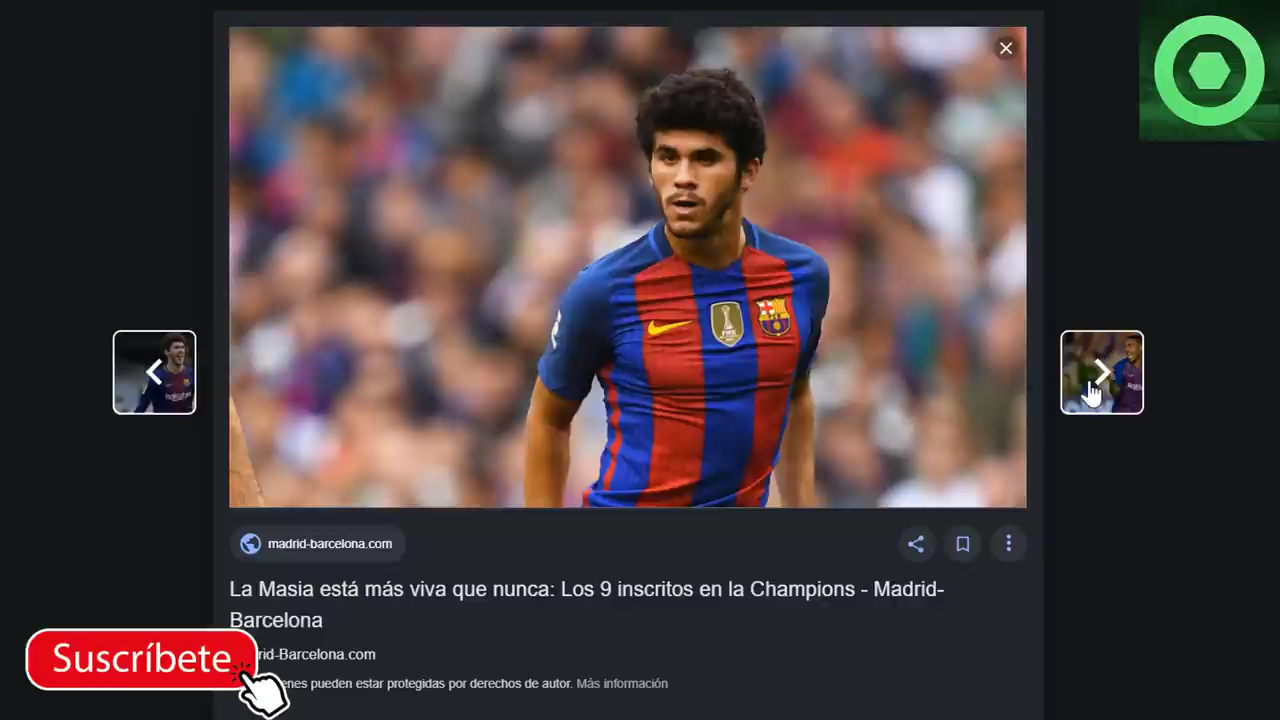 madrid-barcelona.com
La Masia está más viva que nunca: Los 9 inscritos en la Champions - Madrid-
Barcelona
rid-Barcelona.com
enes pueden estar protegidas por derechos de autor. Más información
Suscríbete